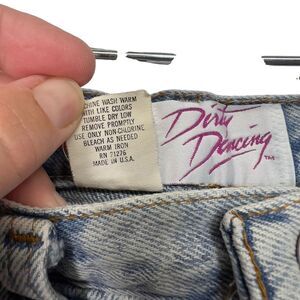 CHINE WASH WARM
WITH LIKE COLORS
TUMBLE DRY LOW
REMOVE PROMPTLY
USE ONLY NON-CHLORINE
BLEACH AS NEEDED
WARM IRON
RN 71276
MADE IN U.S.A.
Dirty
Dancing
TM